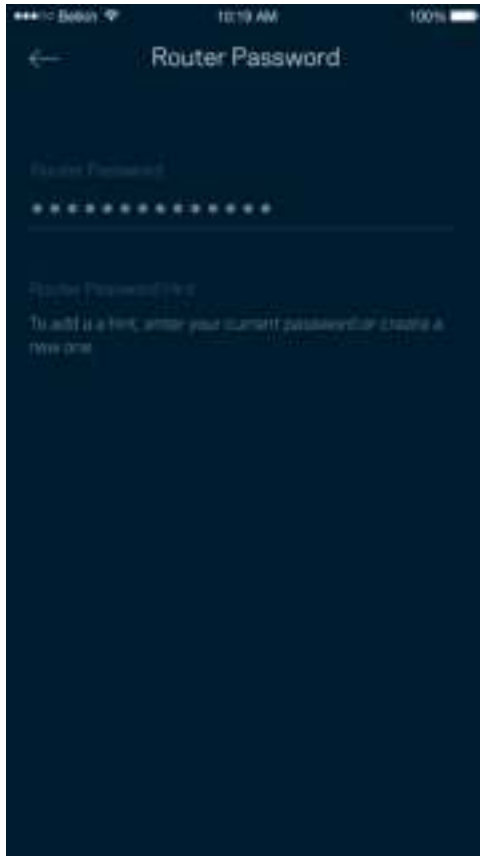 Belkin 10:19 AM 100%
Router Password
Router Password
••••••••••••••
Router Password Hint
To add a a hint, enter your current password or create a
new one